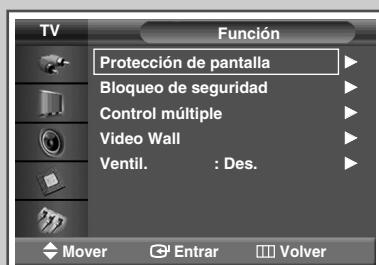 TV Función
Protección de pantalla
Bloqueo de seguridad
Control múltiple
Video Wall
Ventil. : Des.
Mover Entrar Volver